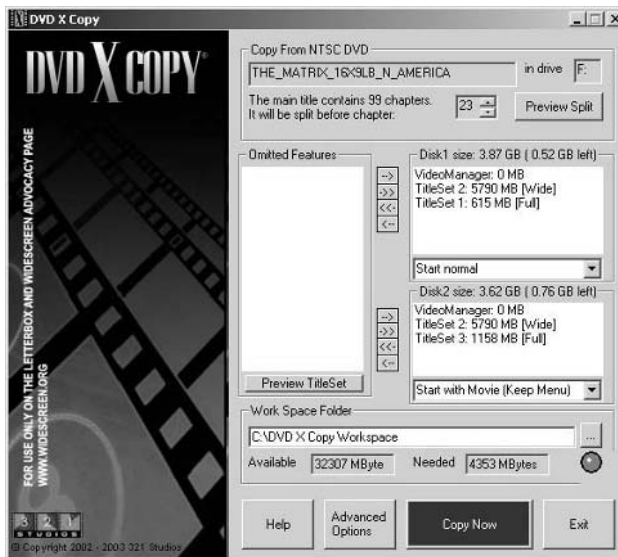 DVD X Copy
DVD X COPY®
FOR USE ONLY ON THE LETTERBOX AND WIDESCREEN ADVOCACY PAGE
WWW.WIDESCREEN.ORG
3 2 1
STUDIOS
© Copyright 2002 - 2003 321 Studios
Copy From NTSC DVD
THE_MATRIX_16X9LB_N_AMERICA
in drive
F:
The main title contains 99 chapters.
It will be split before chapter:
23
Preview Split
Omitted Features
Preview TitleSet
-->
->>
<<-
<--
Disk1 size: 3.87 GB ( 0.52 GB left)
VideoManager: 0 MB
TitleSet 2: 5790 MB [Wide]
TitleSet 1: 615 MB [Full]
Start normal
-->
->>
<<-
<--
Disk2 size: 3.62 GB ( 0.76 GB left)
VideoManager: 0 MB
TitleSet 2: 5790 MB [Wide]
TitleSet 3: 1158 MB [Full]
Start with Movie (Keep Menu)
Work Space Folder
C:\DVD X Copy Workspace
...
Available
32307 MByte
Needed
4353 MBytes
Help
Advanced
Options
Copy Now
Exit